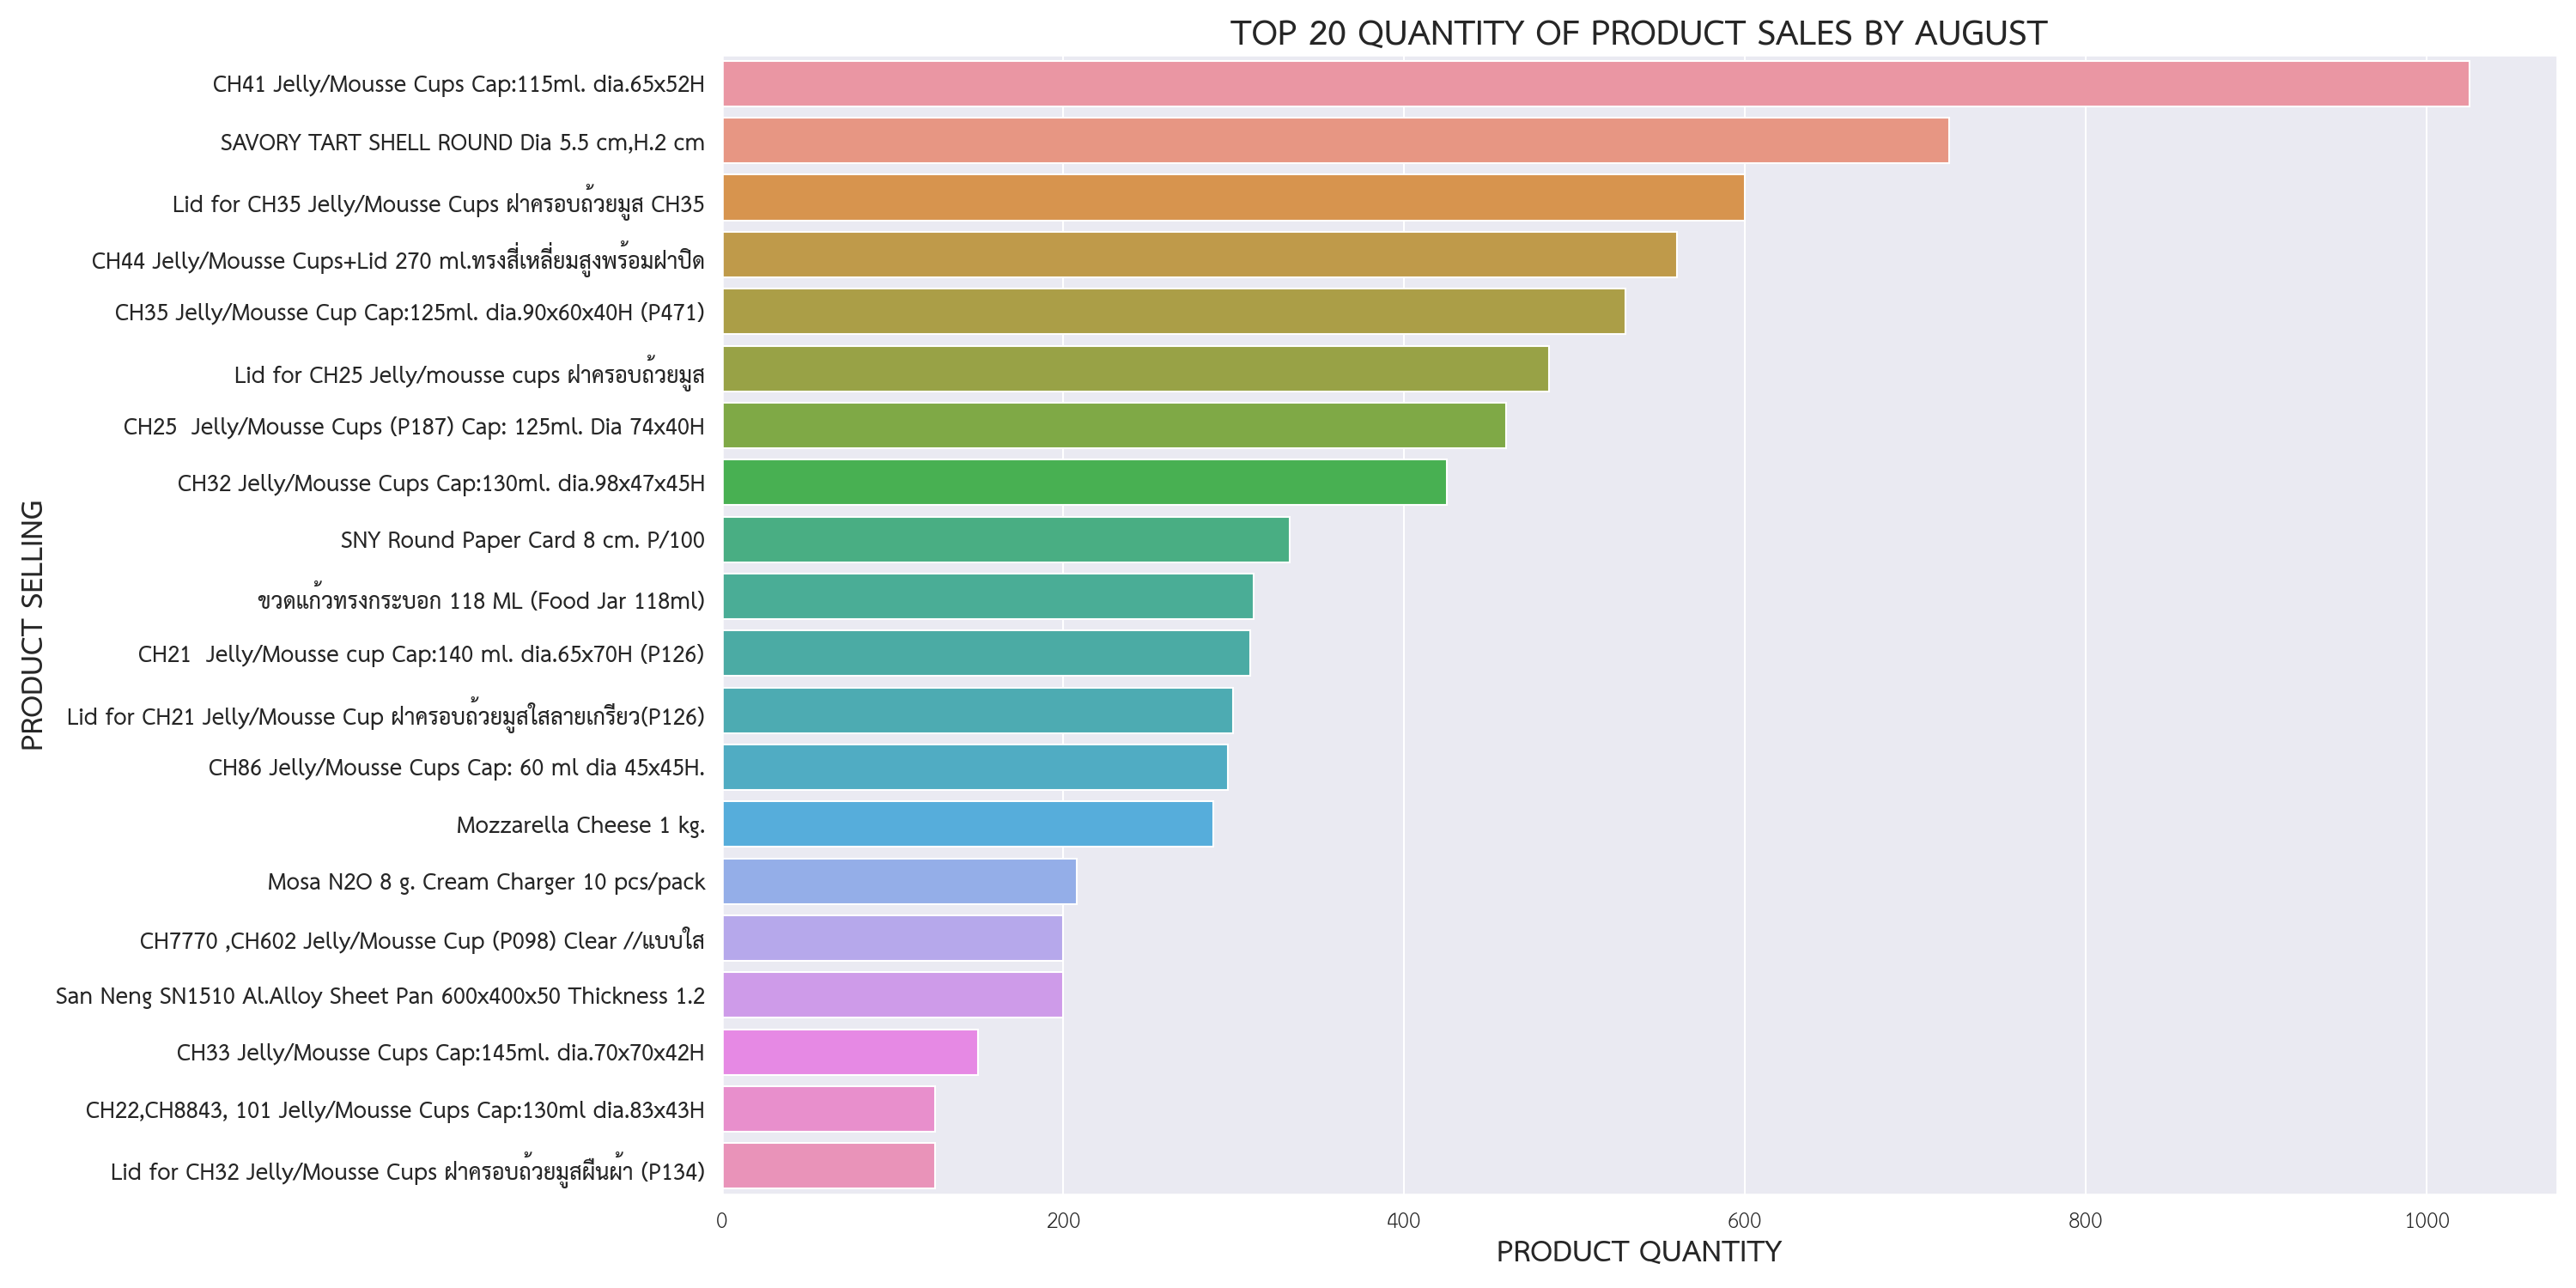 TOP 20 QUANTITY OF PRODUCT SALES BY AUGUST
PRODUCT SELLING
CH41 Jelly/Mousse Cups Cap:115ml. dia.65x52H
SAVORY TART SHELL ROUND Dia 5.5 cm,H.2 cm
Lid for CH35 Jelly/Mousse Cups ฝาครอบถ้วยมูส CH35
CH44 Jelly/Mousse Cups+Lid 270 ml.ทรงสี่เหลี่ยมสูงพร้อมฝาปิด
CH35 Jelly/Mousse Cup Cap:125ml. dia.90x60x40H (P471)
Lid for CH25 Jelly/mousse cups ฝาครอบถ้วยมูส
CH25  Jelly/Mousse Cups (P187) Cap: 125ml. Dia 74x40H
CH32 Jelly/Mousse Cups Cap:130ml. dia.98x47x45H
SNY Round Paper Card 8 cm. P/100
ขวดแก้วทรงกระบอก 118 ML (Food Jar 118ml)
CH21  Jelly/Mousse cup Cap:140 ml. dia.65x70H (P126)
Lid for CH21 Jelly/Mousse Cup ฝาครอบถ้วยมูสใสลายเกรียว(P126)
CH86 Jelly/Mousse Cups Cap: 60 ml dia 45x45H.
Mozzarella Cheese 1 kg.
Mosa N2O 8 g. Cream Charger 10 pcs/pack
CH7770 ,CH602 Jelly/Mousse Cup (P098) Clear //แบบใส
San Neng SN1510 Al.Alloy Sheet Pan 600x400x50 Thickness 1.2
CH33 Jelly/Mousse Cups Cap:145ml. dia.70x70x42H
CH22,CH8843, 101 Jelly/Mousse Cups Cap:130ml dia.83x43H
Lid for CH32 Jelly/Mousse Cups ฝาครอบถ้วยมูสผืนผ้า (P134)
0 200 400 600 800 1000
PRODUCT QUANTITY